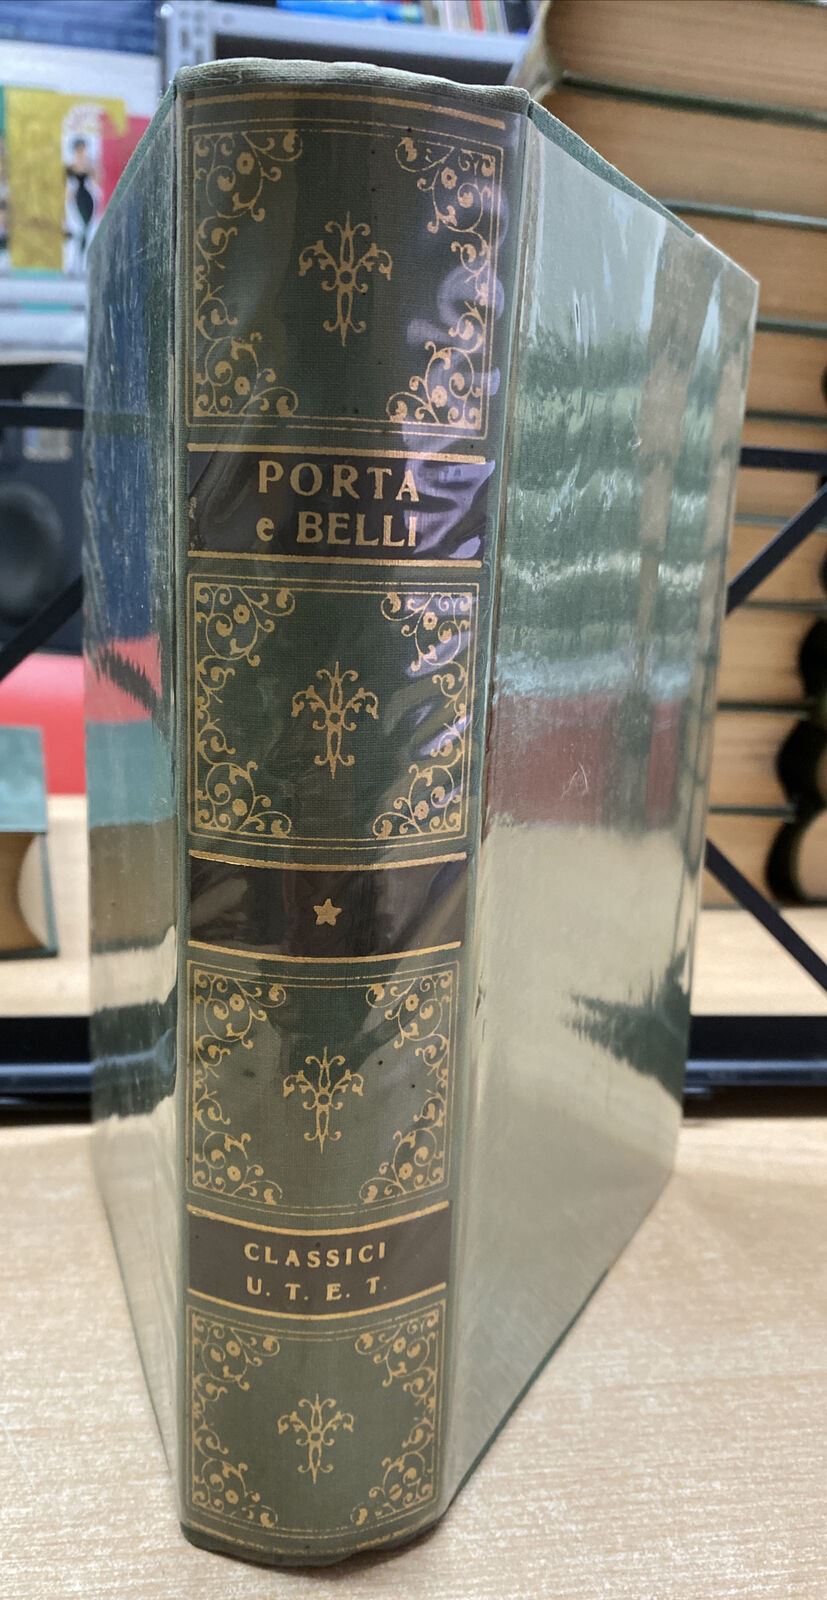 PORTA
e BELLI
CLASSICI
U. T. E. T.